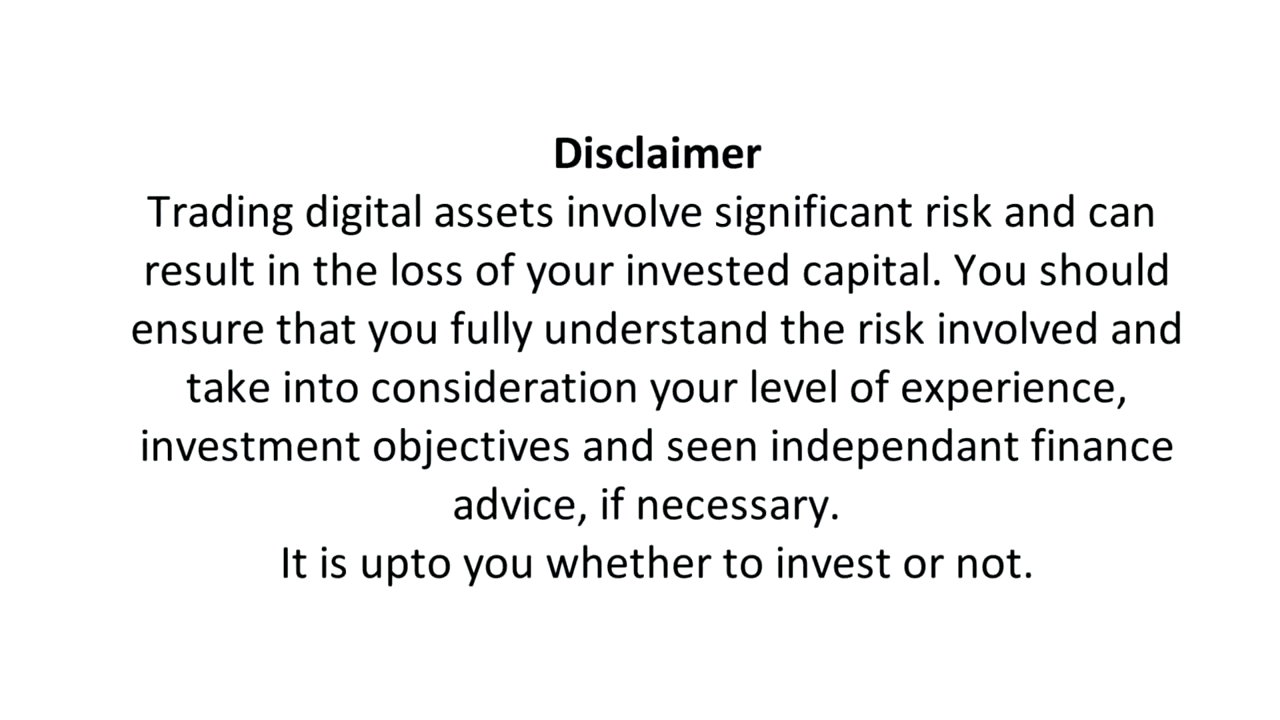 Disclaimer
Trading digital assets involve significant risk and can
result in the loss of your invested capital. You should
ensure that you fully understand the risk involved and
take into consideration your level of experience,
investment objectives and seen independant finance
advice, if necessary.
It is upto you whether to invest or not.